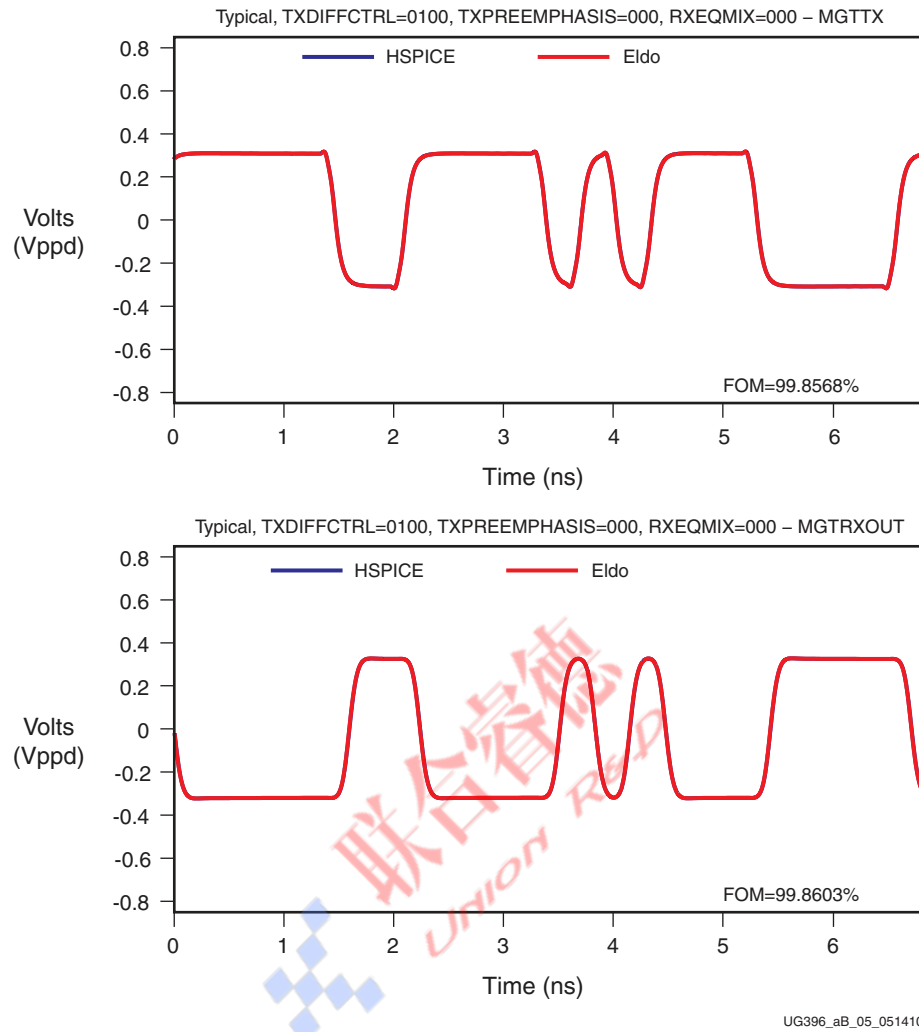 Typical, TXDIFFCTRL=0100, TXPREEMPHASIS=000, RXEQMIX=000 – MGTTX
HSPICE
Eldo
0.8
0.6
0.4
0.2
0
-0.2
-0.4
-0.6
-0.8
Volts
(Vppd)
FOM=99.8568%
0 1 2 3 4 5 6
Time (ns)
Typical, TXDIFFCTRL=0100, TXPREEMPHASIS=000, RXEQMIX=000 – MGTRXOUT
HSPICE
Eldo
0.8
0.6
0.4
0.2
0
-0.2
-0.4
-0.6
-0.8
Volts
(Vppd)
联合睿德
UNION R&D
FOM=99.8603%
0 1 2 3 4 5 6
Time (ns)
UG396_aB_05_051410